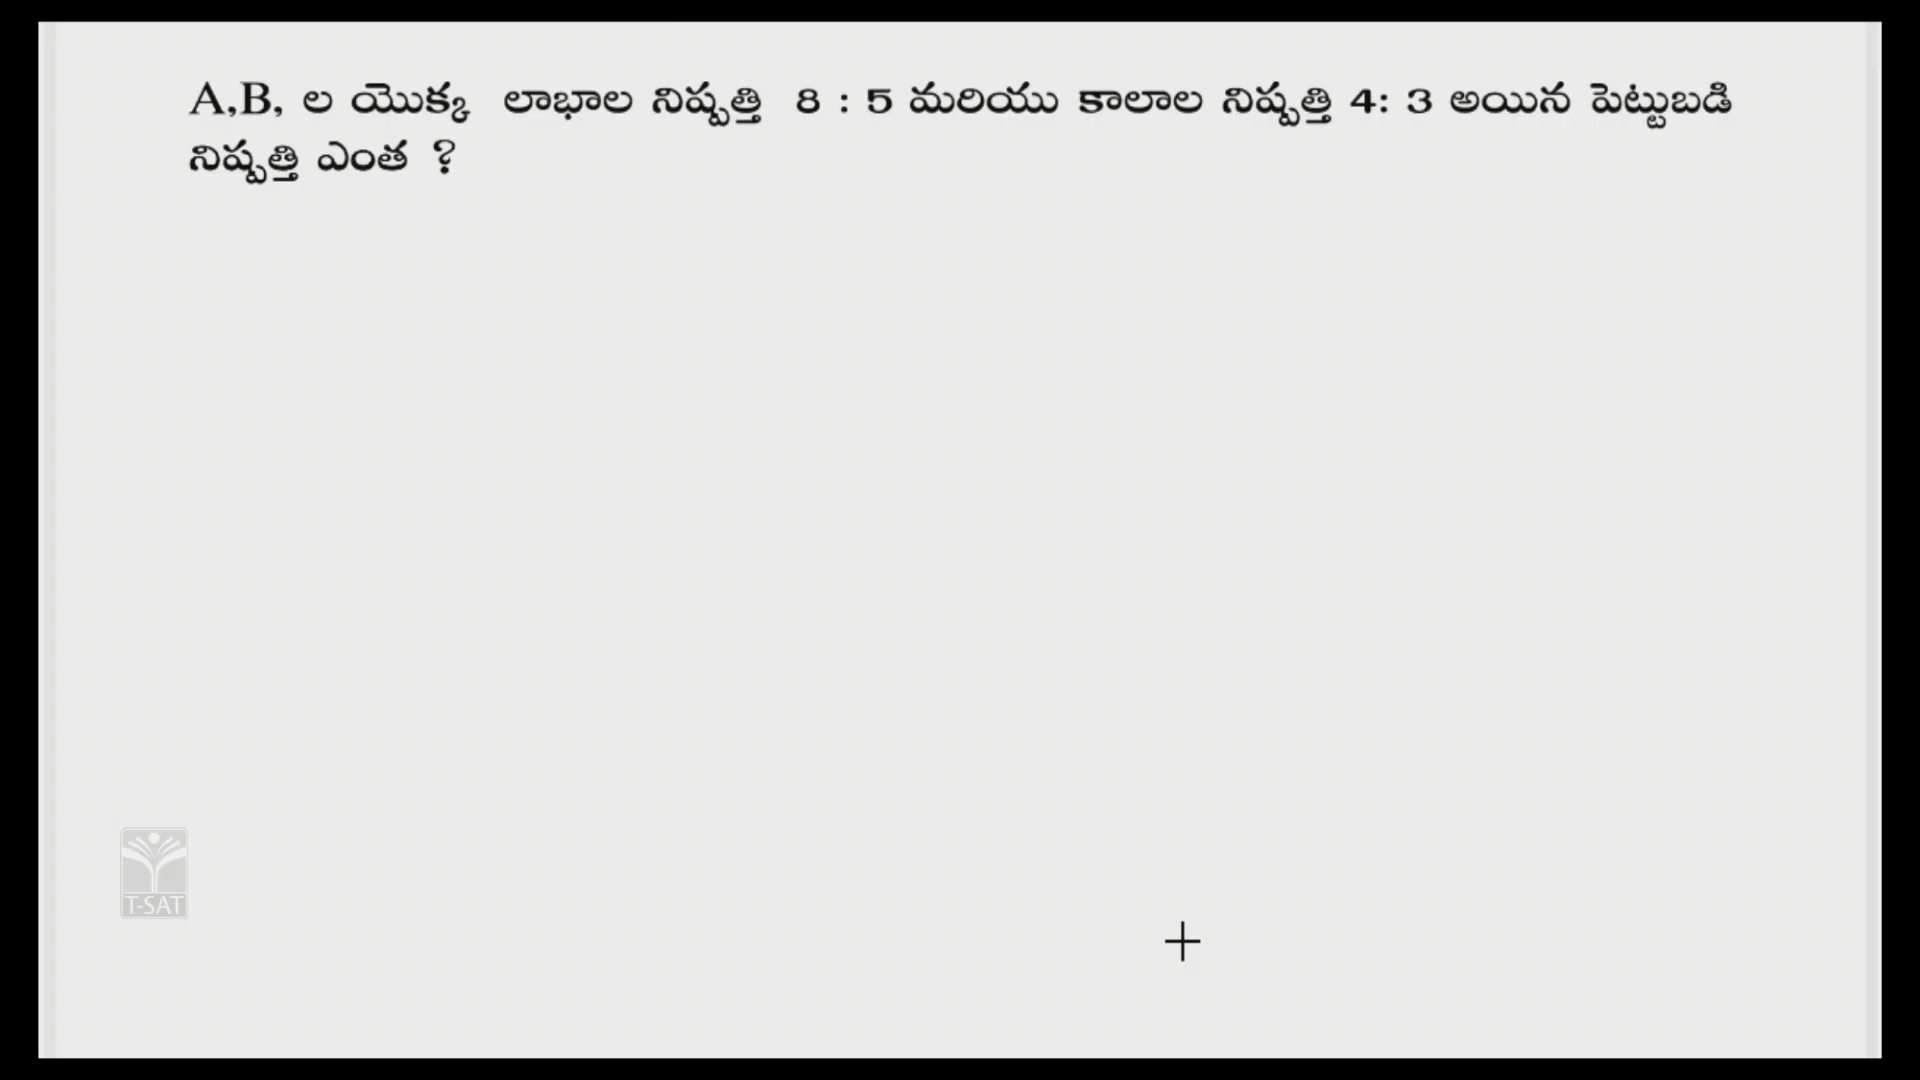 A,B, ల యొక్క లాభాల నిష్పత్తి 8 : 5 మరియు కాలాల నిష్పత్తి 4: 3 అయిన పెట్టుబడి
నిష్పత్తి ఎంత ?
T-SAT